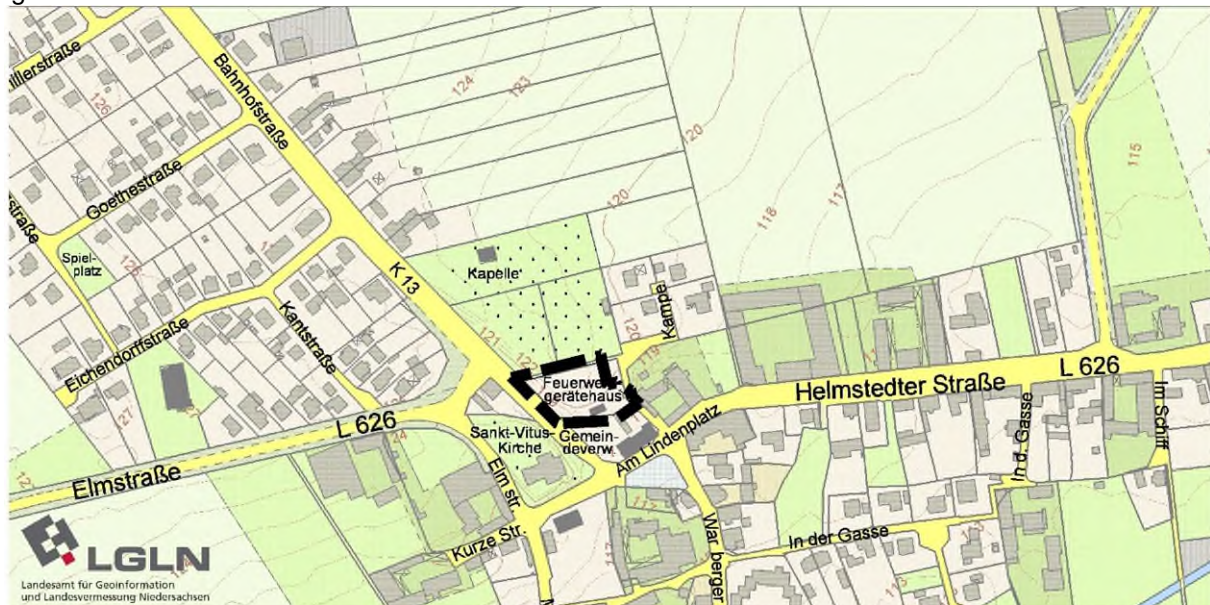 Bahnhofstraße
126
Goethestraße
Spiel-
platz
Eichendorffstraße
Kantstraße
K 13
124
123
120
120
118
117
115
Kapelle
121
120
119
Kampe
Feuerwehr-
gerätehaus
Gemein-
deverw.
Sankt-Vitus-
Kirche
L 626
Elmstraße
Elm str.
Kurze Str.
Am Lindenplatz
Helmstedter Straße
L 626
In d. Gasse
Im Schiff
In der Gasse
War berger
127
124
LGLN
Landesamt für Geoinformation
und Landesvermessung Niedersachsen